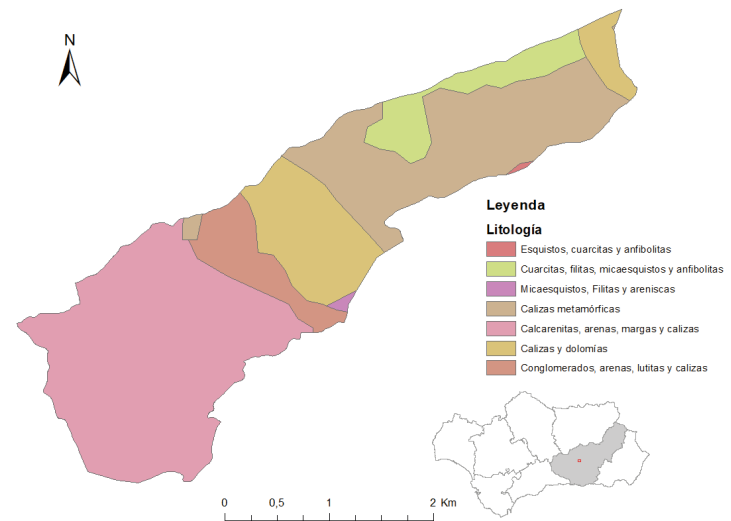 N
Leyenda
Litología
Esquistos, cuarcitas y anfibolitas
Cuarcitas, filitas, micaesquistos y anfibolitas
Micaesquistos, Filitas y areniscas
Calizas metamórficas
Calcarenitas, arenas, margas y calizas
Calizas y dolomías
Conglomerados, arenas, lutitas y calizas
0 0,5 1 2 Km